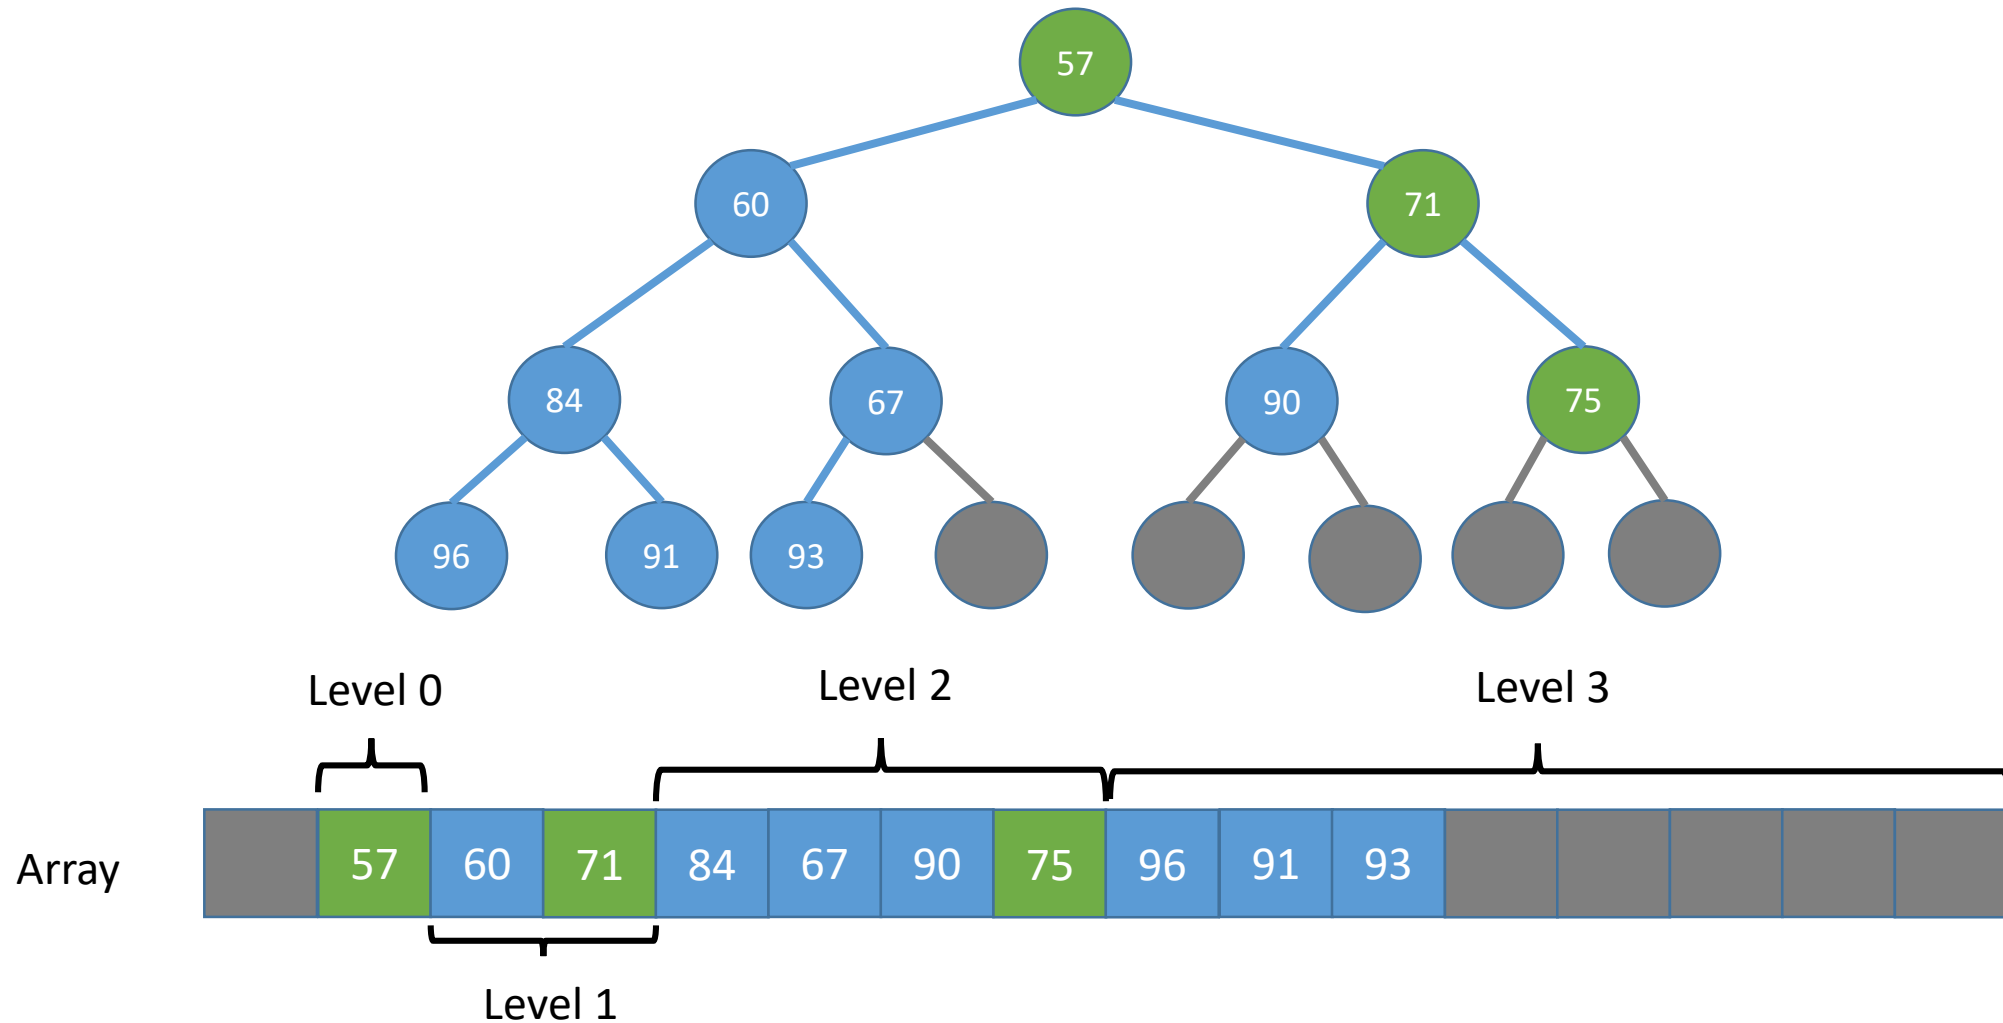 57
60 71
84 67 90 75
96 91 93
Level 0 Level 2 Level 3
Array 57 60 71 84 67 90 75 96 91 93
Level 1